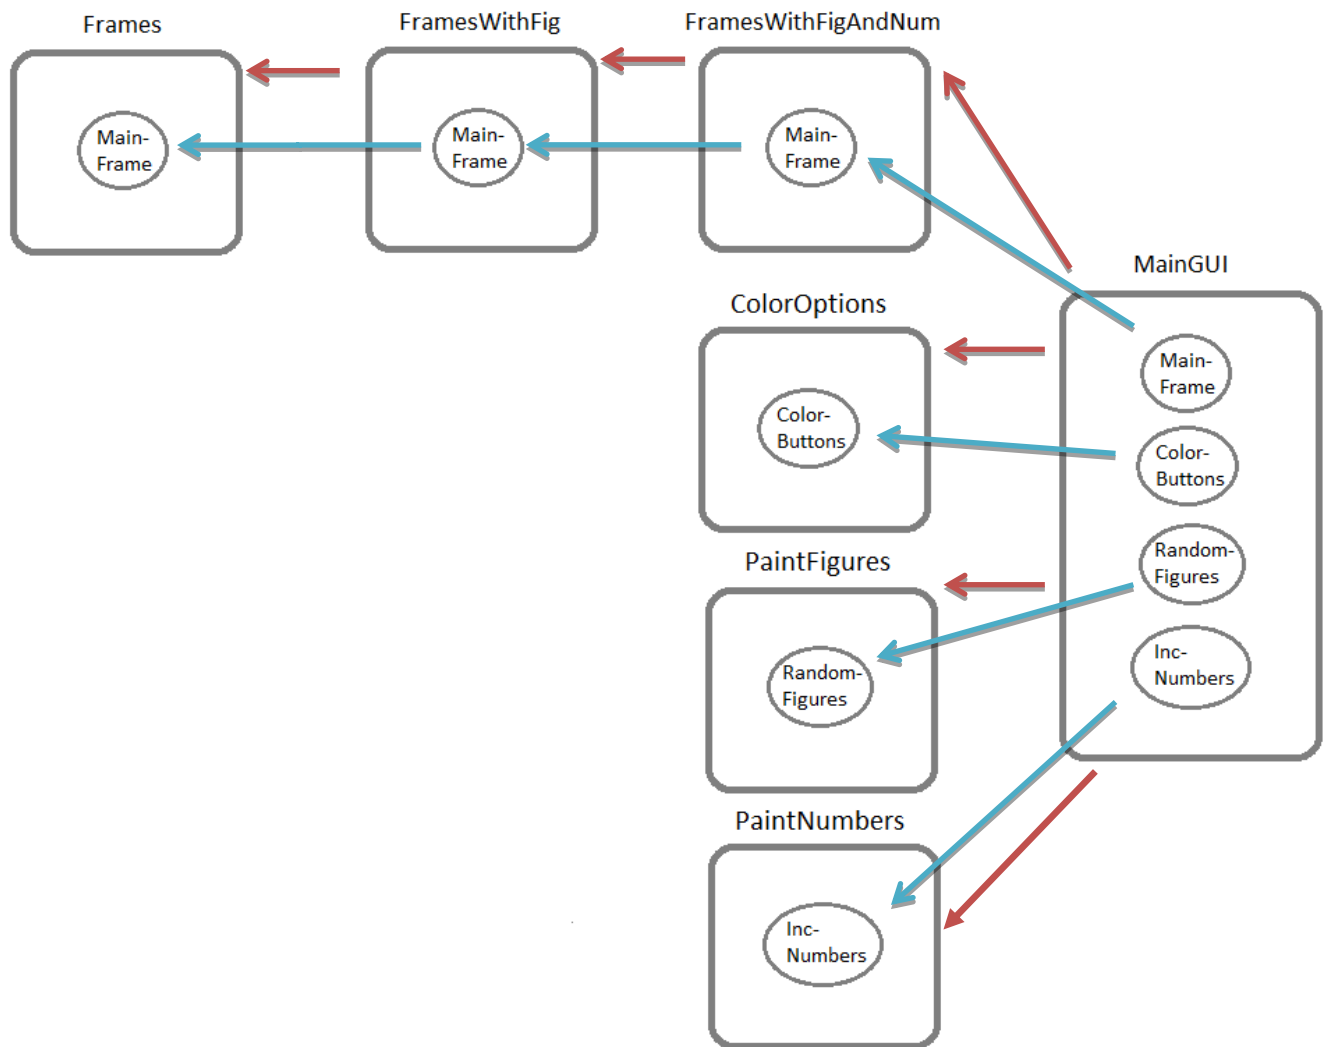 Frames
FramesWithFig
FramesWithFigAndNum
Main-
Frame
Main-
Frame
Main-
Frame
MainGUI
ColorOptions
Main-
Frame
Color-
Buttons
Color-
Buttons
PaintFigures
Random-
Figures
Random-
Figures
Inc-
Numbers
PaintNumbers
Inc-
Numbers